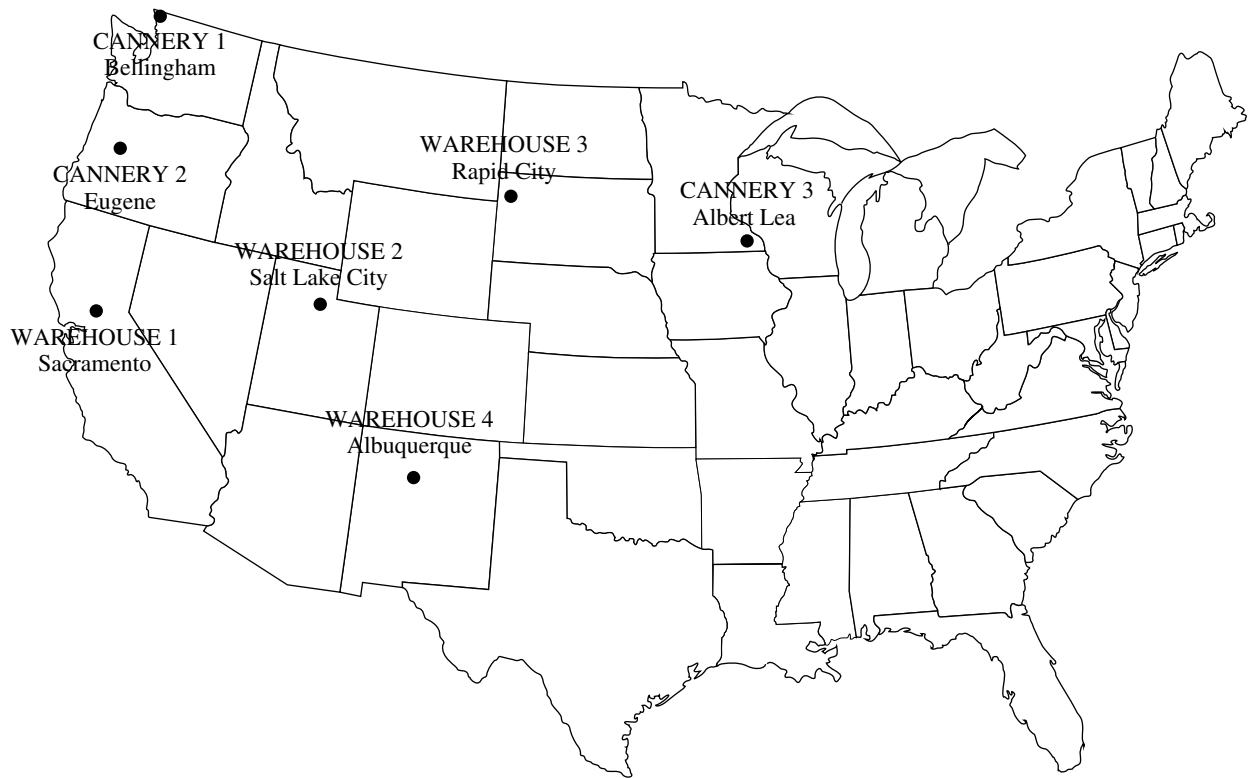 CANNERY 1
Bellingham
WAREHOUSE 3
Rapid City
CANNERY 2
Eugene
CANNERY 3
Albert Lea
WAREHOUSE 2
Salt Lake City
WAREHOUSE 1
Sacramento
WAREHOUSE 4
Albuquerque